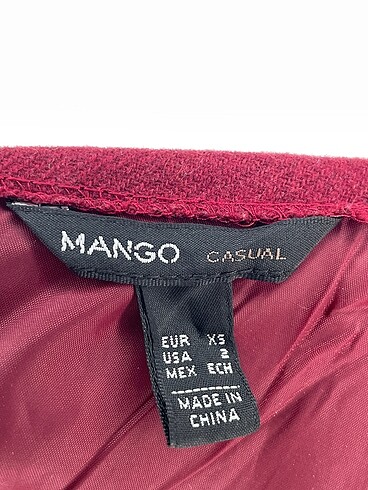 MANGO CASUAL
EUR XS
USA 2
MEX ECH
MADE IN
CHINA